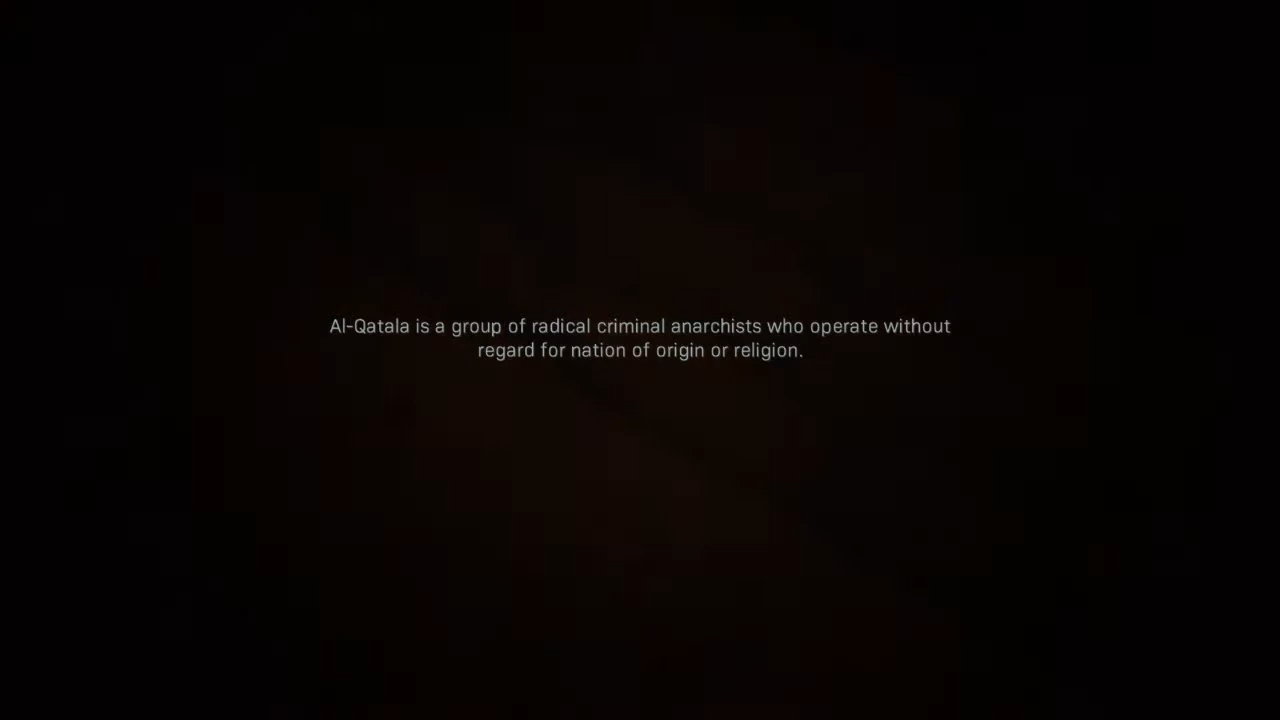 Al-Qatala is a group of radical criminal anarchists who operate without
regard for nation of origin or religion.